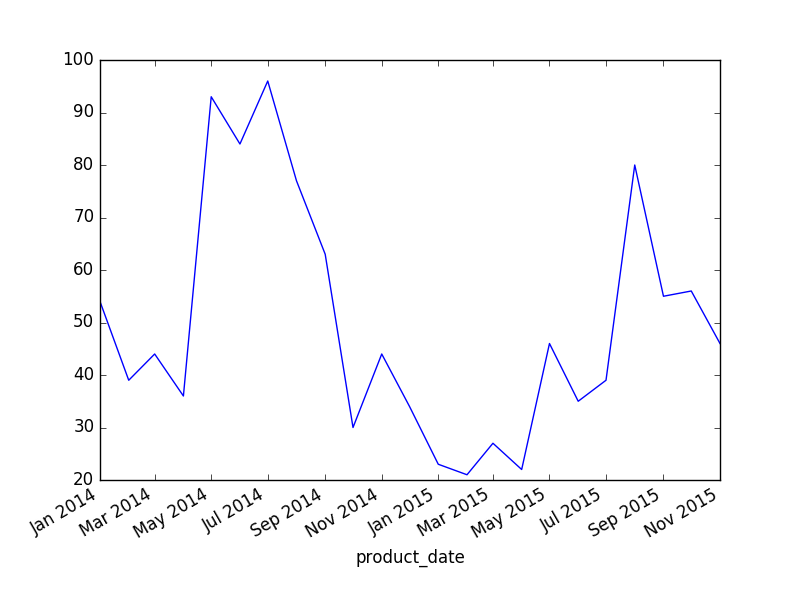 100
90
80
70
60
50
40
30
20
Jan 2014
Mar 2014
May 2014
Jul 2014
Sep 2014
Nov 2014
Jan 2015
Mar 2015
May 2015
Jul 2015
Sep 2015
Nov 2015
product_date